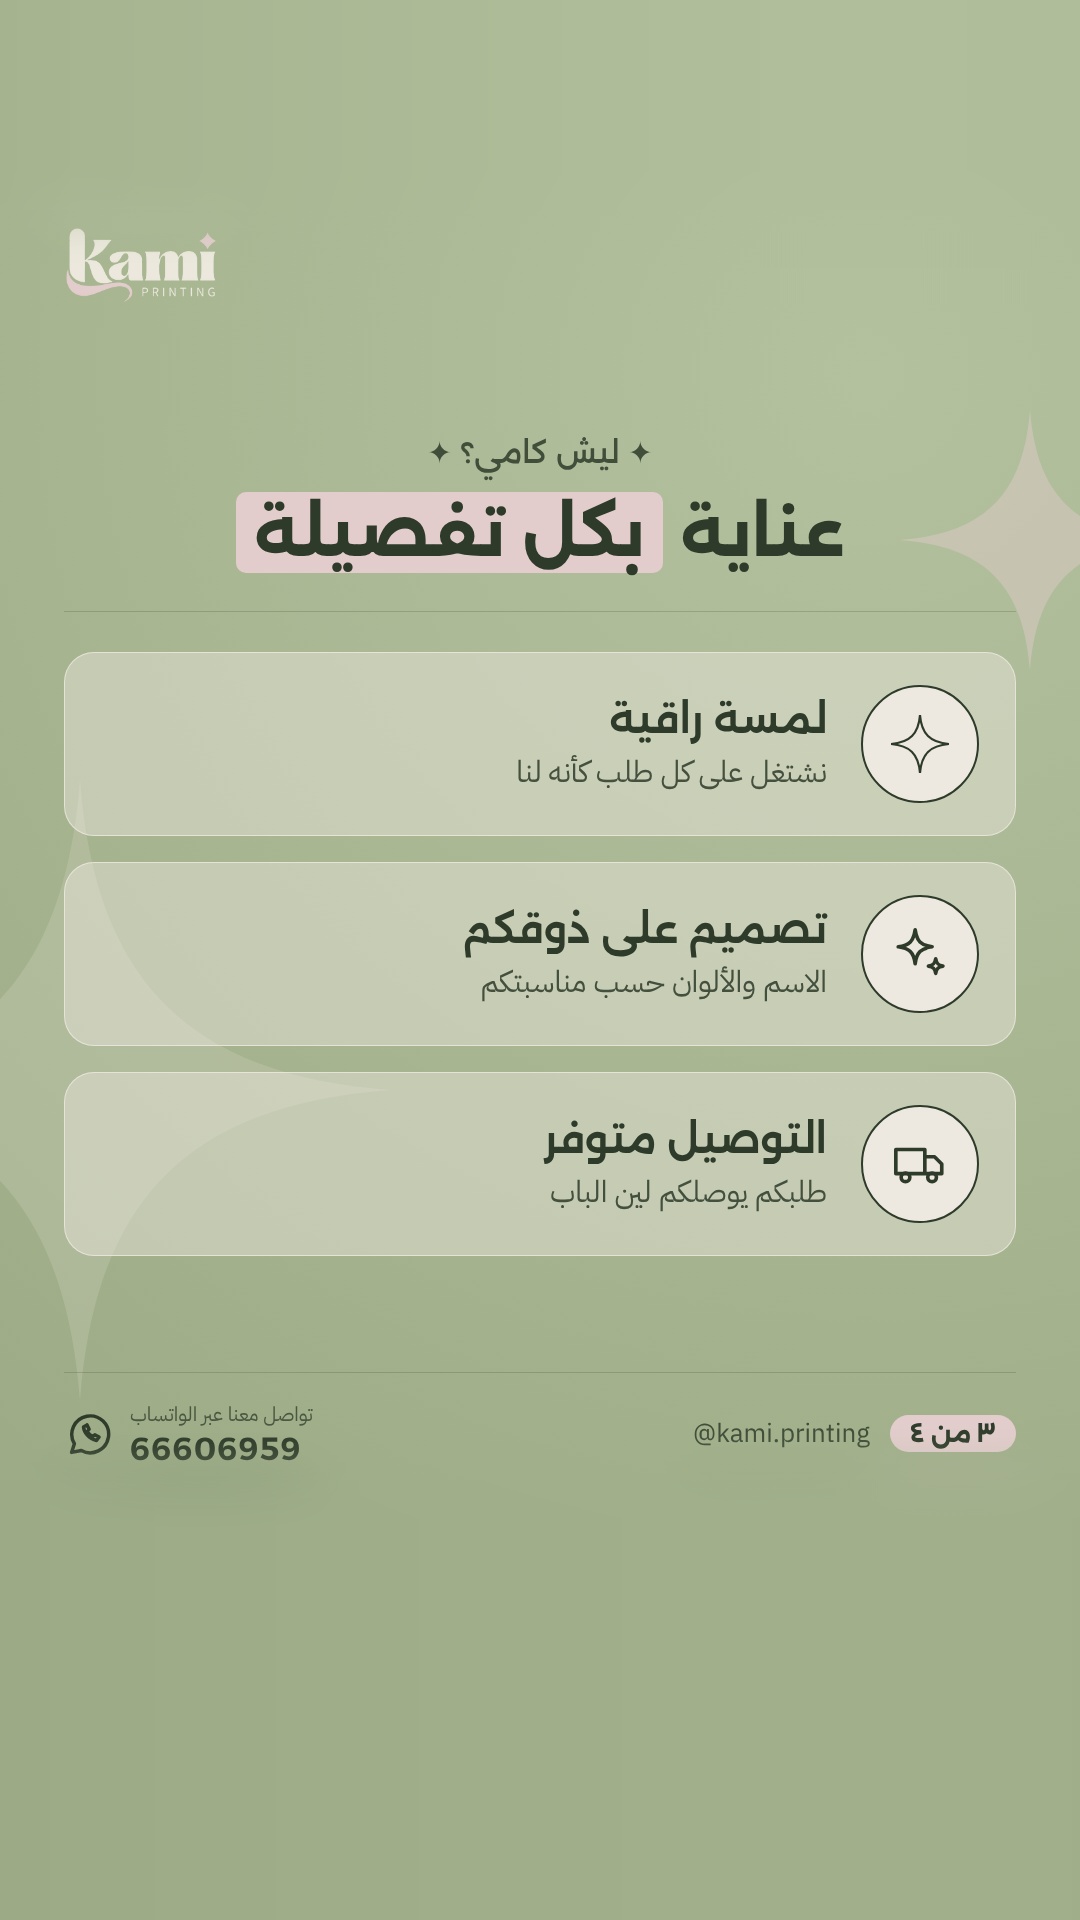 kami
PRINTING
✦ ليش كامي؟ ✦
عناية بكل تفصيلة
لمسة راقية
نشتغل على كل طلب كأنه لنا
تصميم على ذوقكم
الاسم والألوان حسب مناسبتكم
التوصيل متوفر
طلبكم يوصلكم لين الباب
٣ من ٤
@kami.printing
تواصل معنا عبر الواتساب
66606959